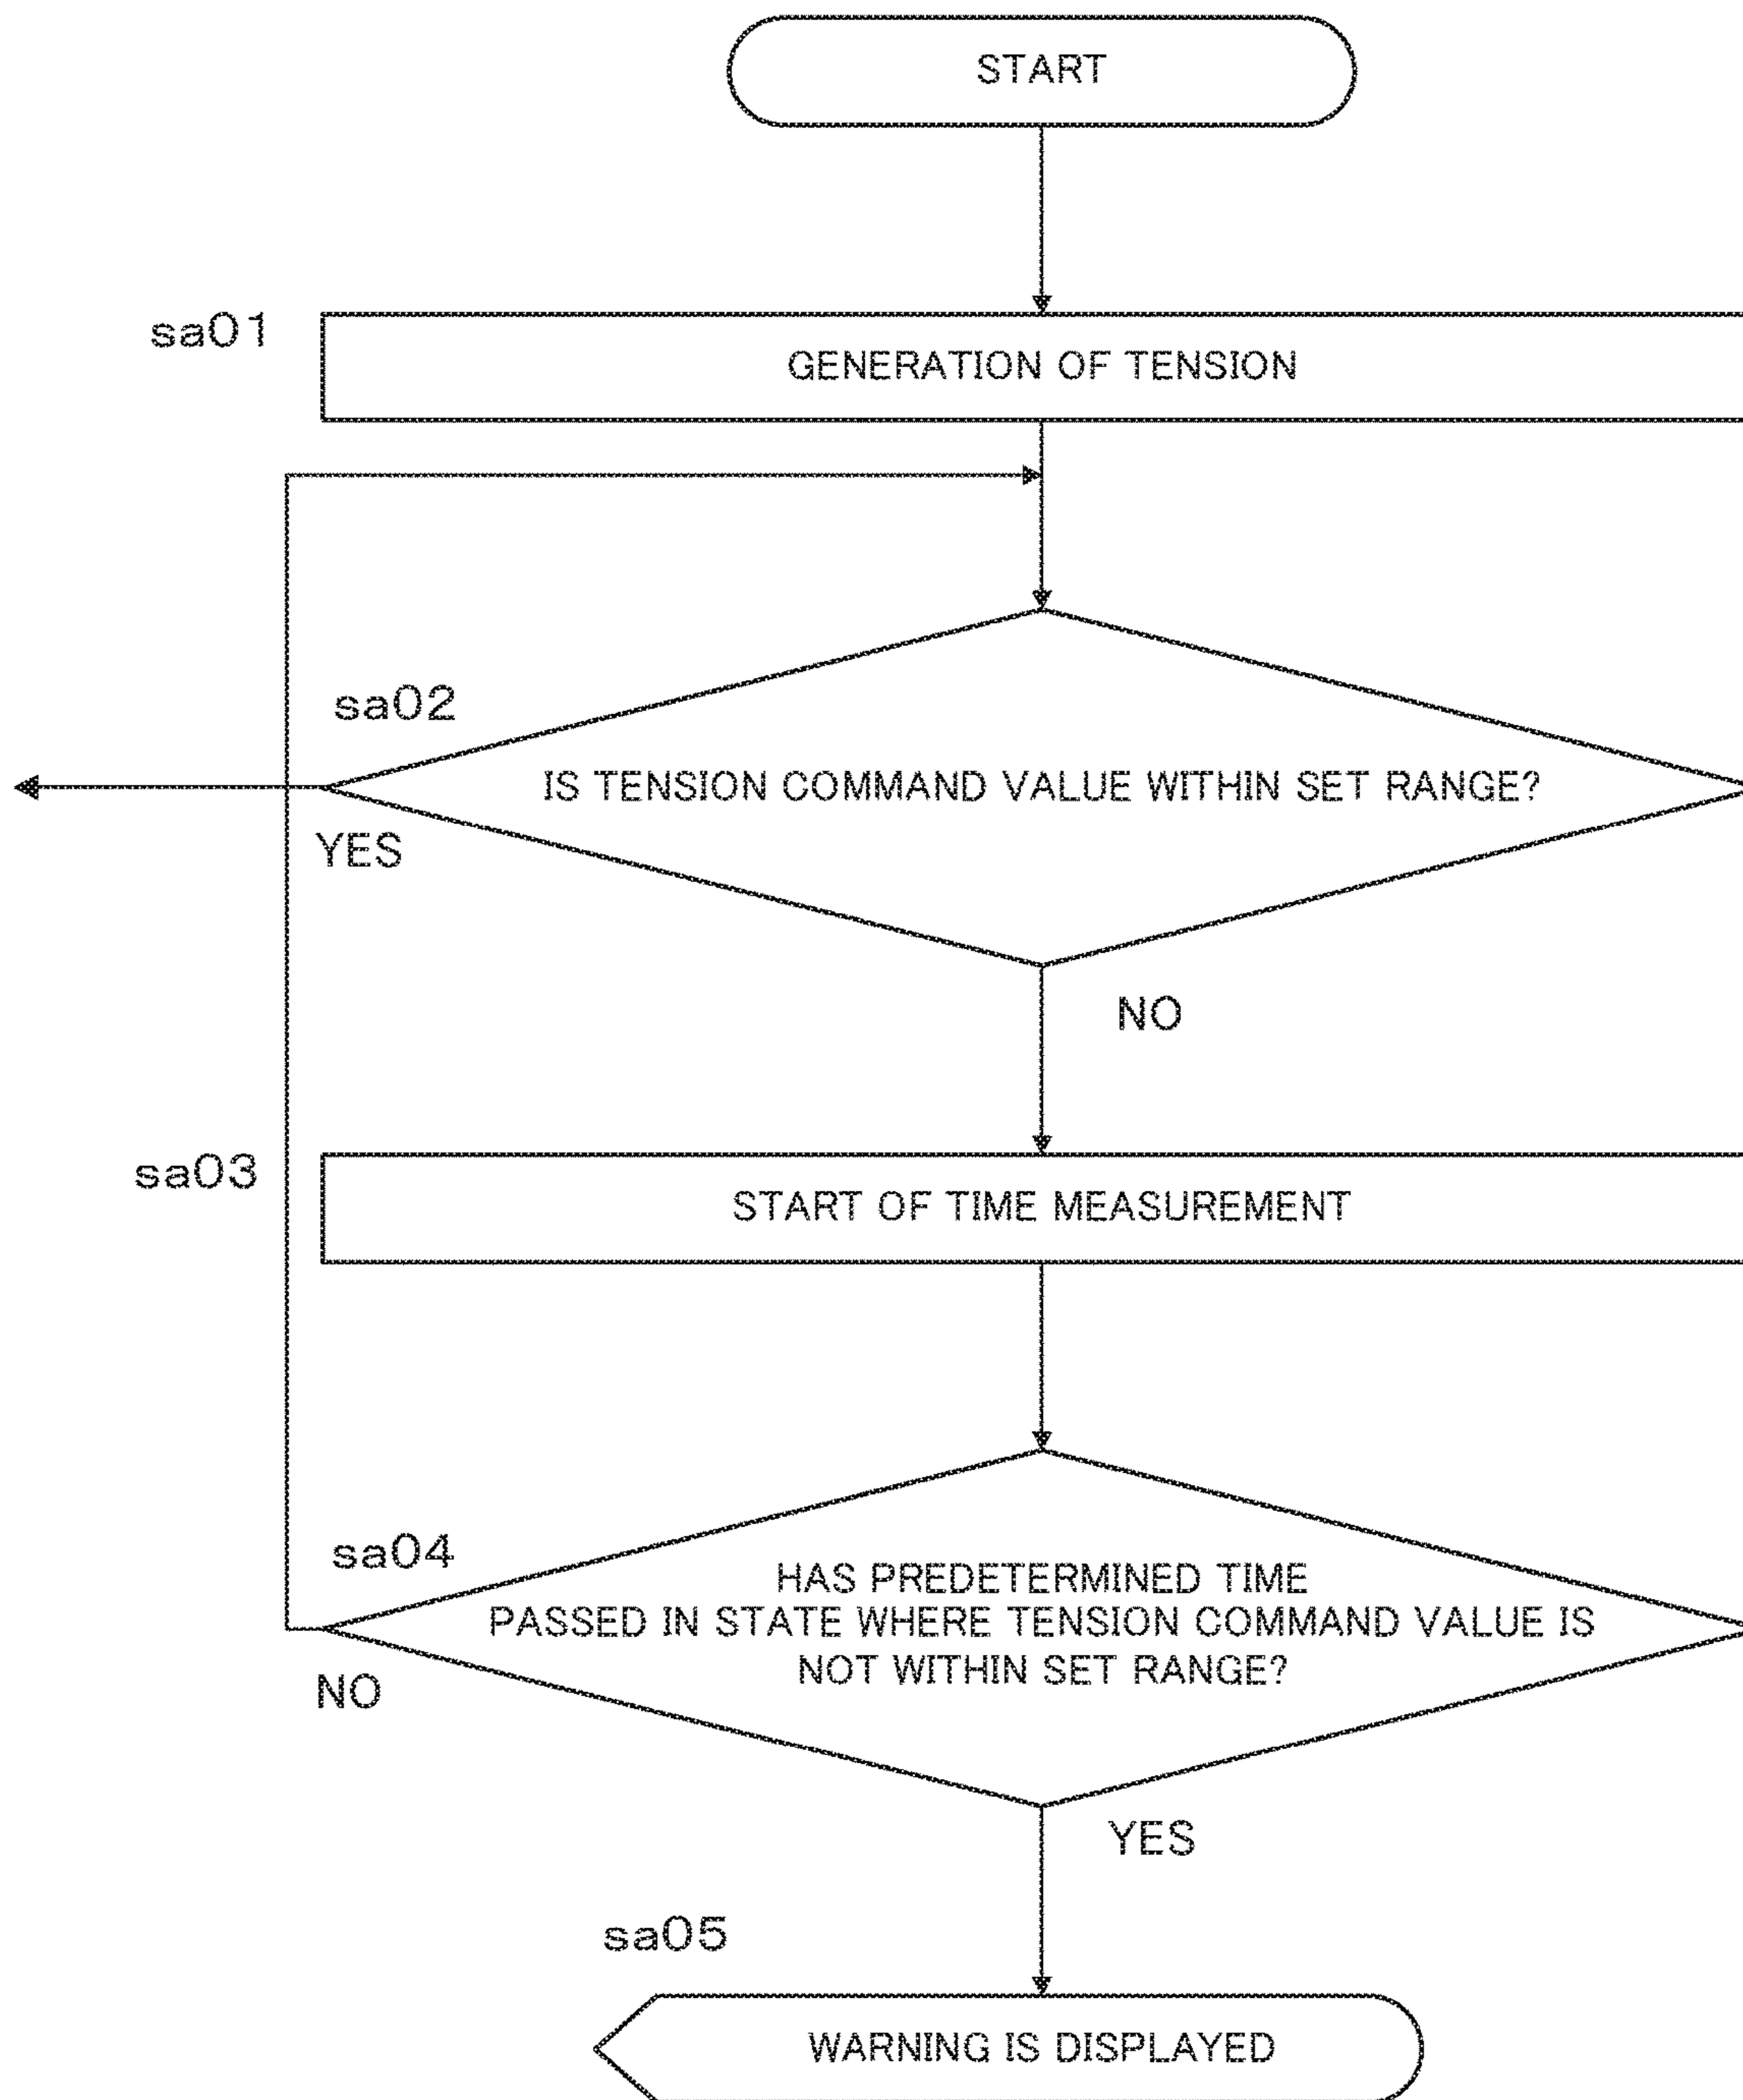 START
sa01
GENERATION OF TENSION
sa02
IS TENSION COMMAND VALUE WITHIN SET RANGE?
YES
NO
sa03
START OF TIME MEASUREMENT
sa04
HAS PREDETERMINED TIME
PASSED IN STATE WHERE TENSION COMMAND VALUE IS
NOT WITHIN SET RANGE?
NO
YES
sa05
WARNING IS DISPLAYED